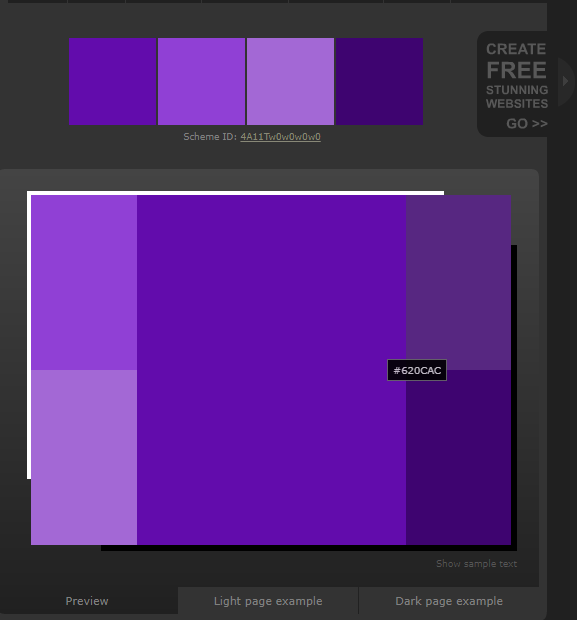 CREATE
FREE
STUNNING
WEBSITES
GO >>
Scheme ID: 4A11Tw0w0w0w0
#620CAC
Show sample text
Preview
Light page example
Dark page example